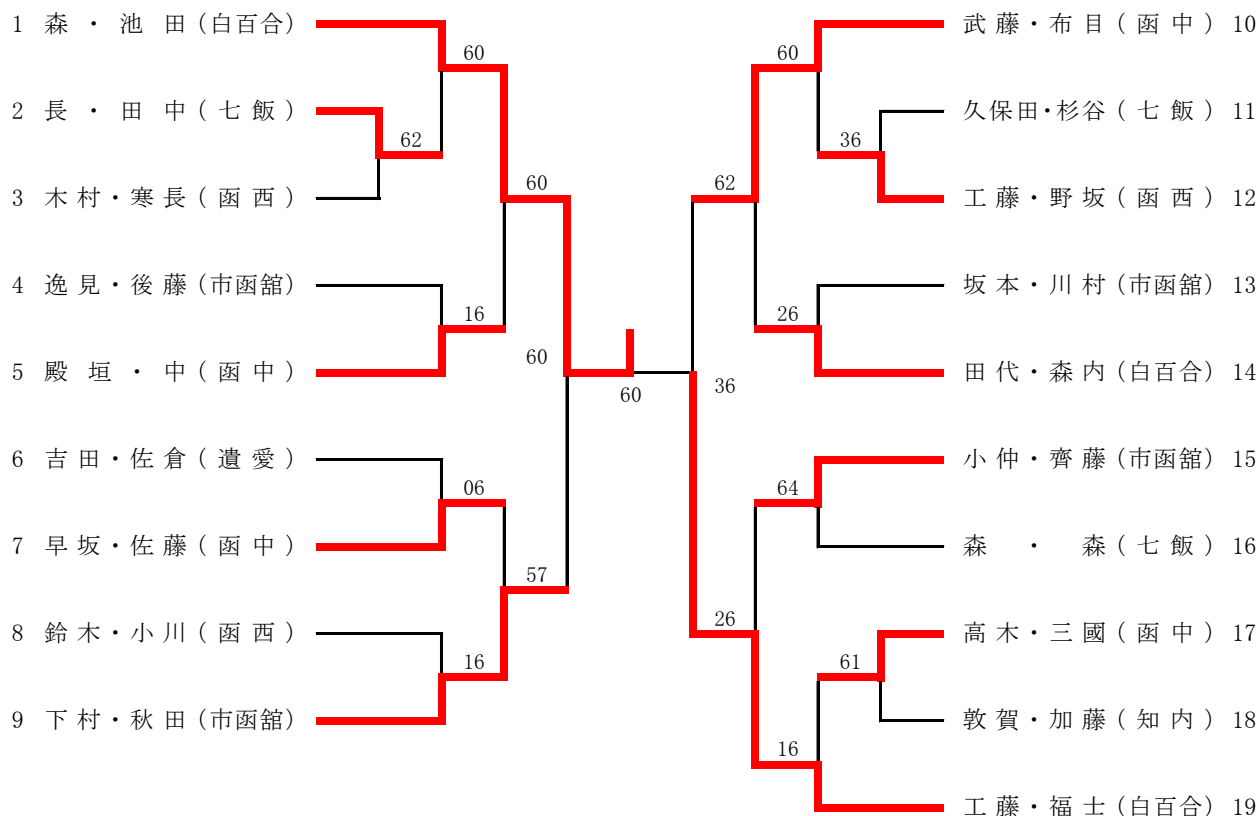 1 森・池田(白百合)
2 長・田中(七飯)
3 木村・寒長(函西)
4 逸見・後藤(市函舘)
5 殿垣・中(函中)
6 吉田・佐倉(遺愛)
7 早坂・佐藤(函中)
8 鈴木・小川(函西)
9 下村・秋田(市函舘)
60
62
16
06
16
60
57
60
60
36
62
26
60
26
64
16
36
61
武藤・布目(函中) 10
久保田・杉谷(七飯) 11
工藤・野坂(函西) 12
坂本・川村(市函舘) 13
田代・森内(白百合) 14
小仲・齊藤(市函舘) 15
森・森(七飯) 16
高木・三國(函中) 17
敦賀・加藤(知内) 18
工藤・福士(白百合) 19